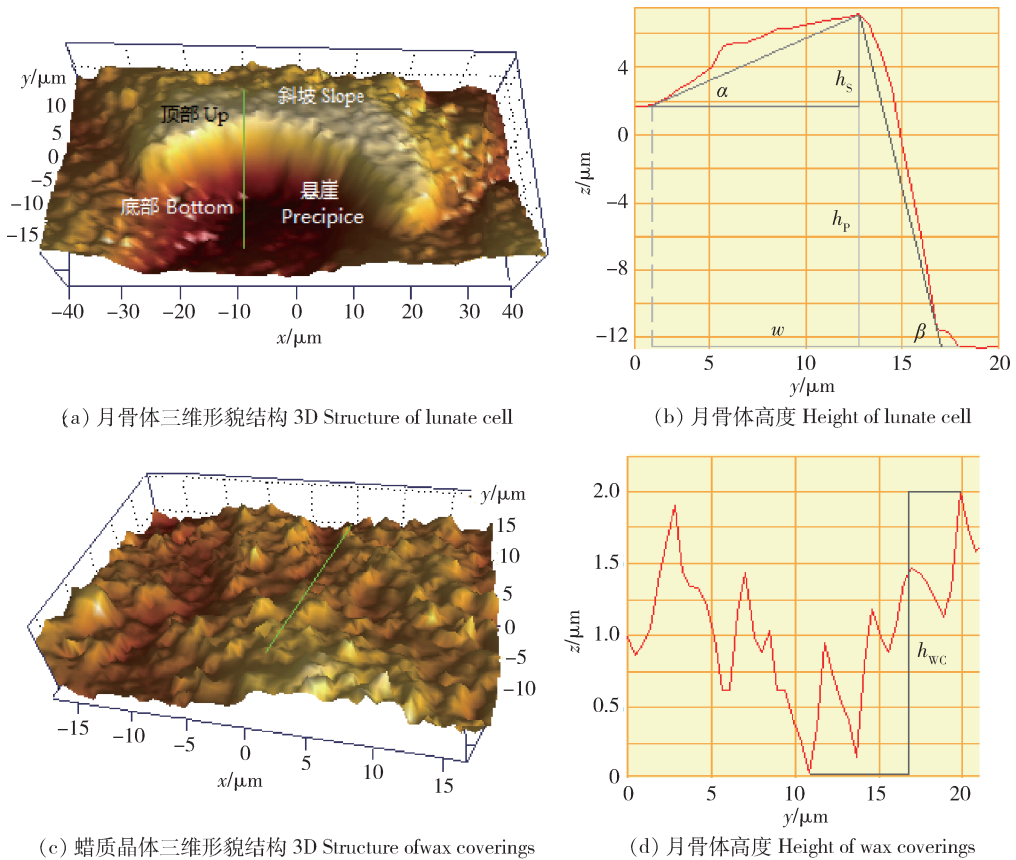 y/μm
10
5
0
−5
−10
−15
顶部 Up
斜坡 Slope
底部 Bottom
悬崖
Precipice
−40
−30
−20
−10
0
10
20
30
40
x/μm
(a) 月骨体三维形貌结构 3D Structure of lunate cell
4
0
−4
−8
−12
z/μm
α
hS
hP
w
β
0
5
10
15
20
y/μm
(b) 月骨体高度 Height of lunate cell
y/μm
15
10
5
0
−5
−10
−15
−10
−5
0
5
10
15
x/μm
(c) 蜡质晶体三维形貌结构 3D Structure ofwax coverings
2.0
1.5
1.0
0.5
0
z/μm
hWC
0
5
10
15
20
y/μm
(d) 月骨体高度 Height of wax coverings